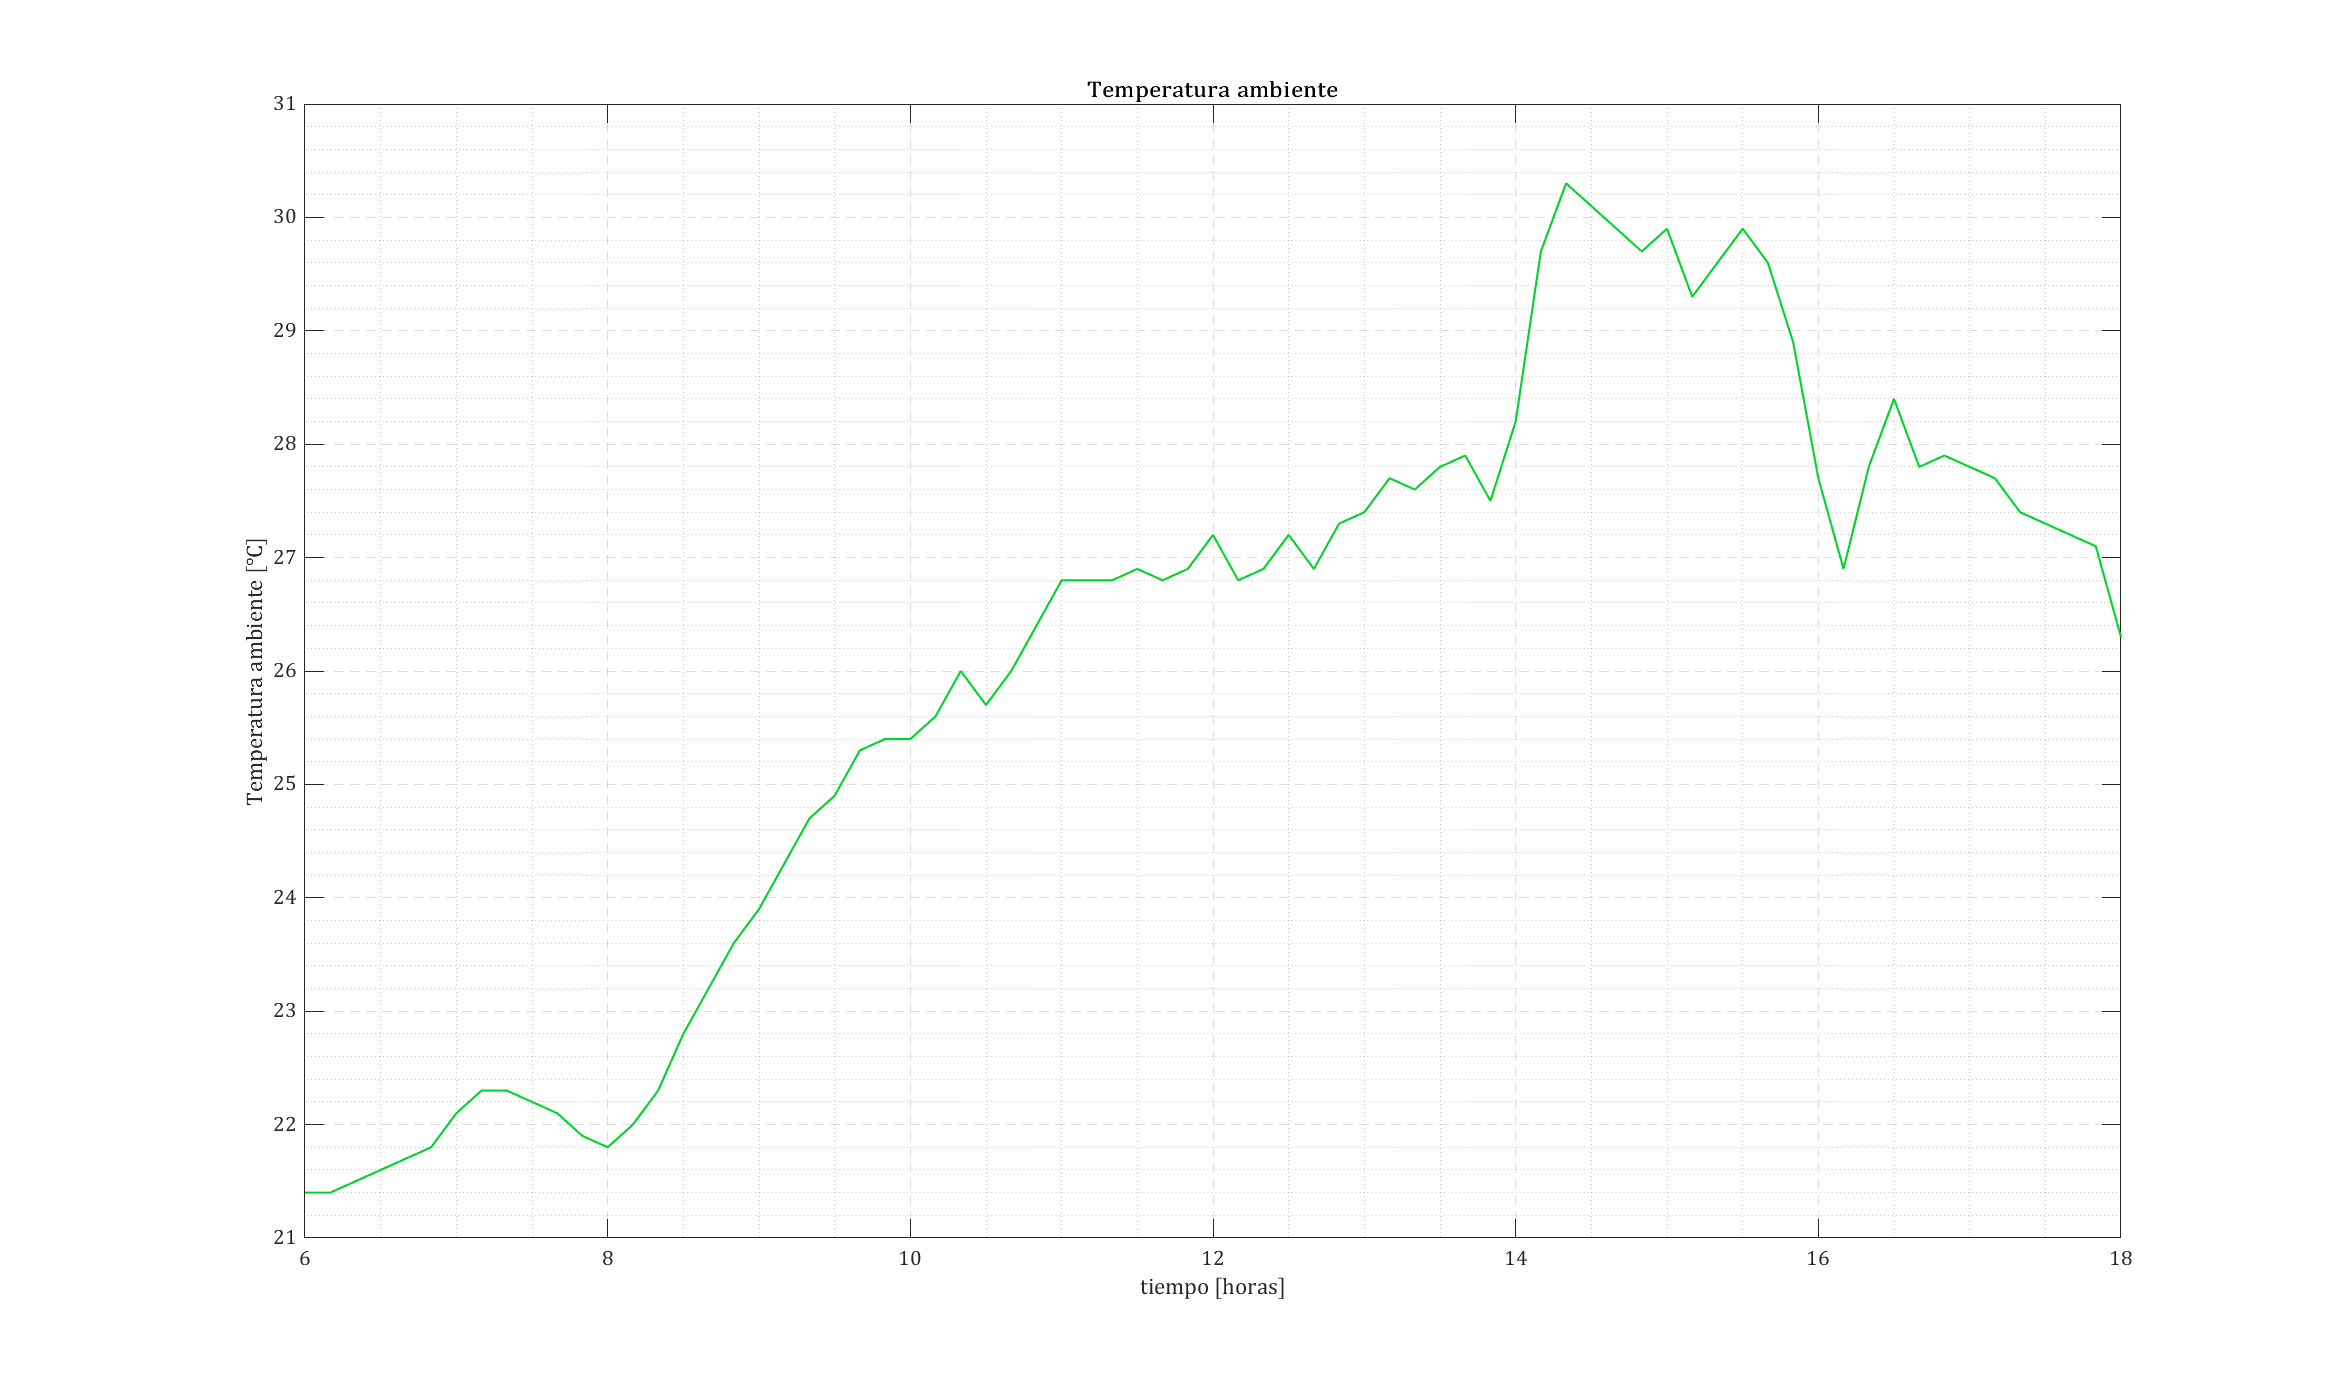 Temperatura ambiente
31
30
29
28
27
26
25
24
23
22
21
Temperatura ambiente [°C]
6 8 10 12 14 16 18
tiempo [horas]